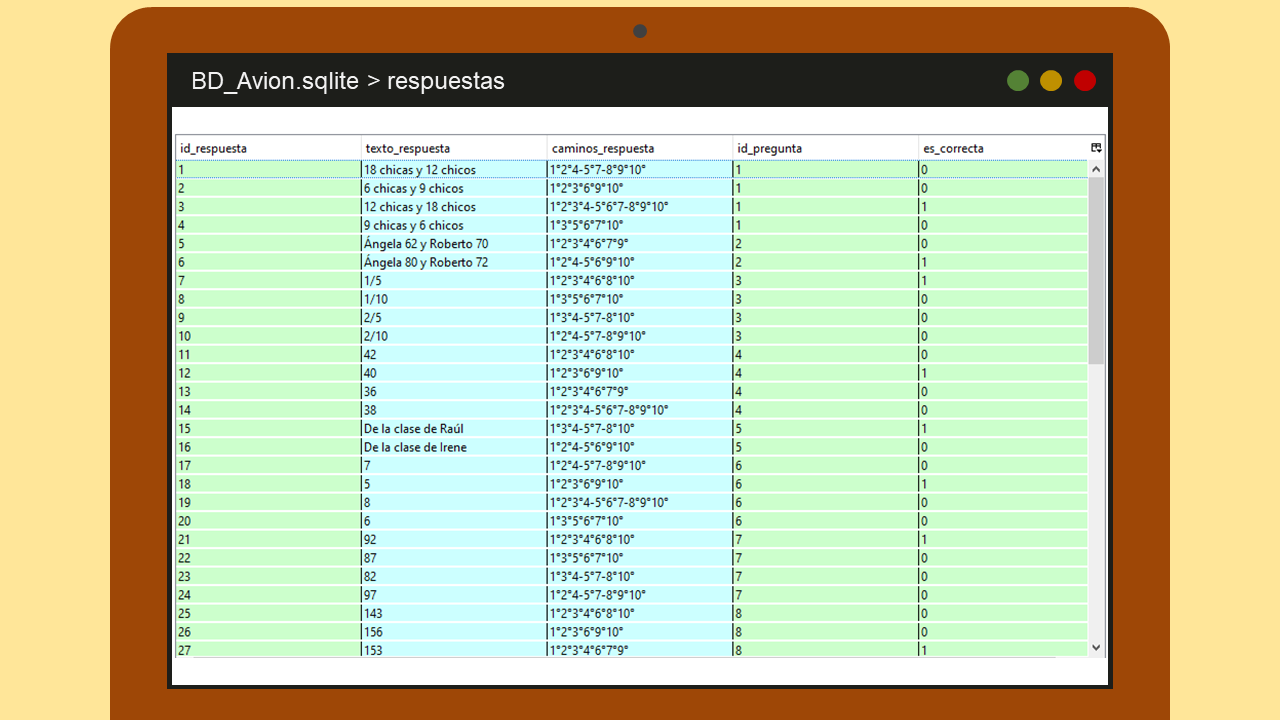 BD_Avion.sqlite > respuestas
id_respuesta texto_respuesta caminos_respuesta id_pregunta es_correcta
1 18 chicas y 12 chicos 1°2°4-5°7-8°9°10° 1 0
2 6 chicas y 9 chicos 1°2°3°6°9°10° 1 0
3 12 chicas y 18 chicos 1°2°3°4-5°6°7-8°9°10° 1 1
4 9 chicas y 6 chicos 1°3°5°6°7°10° 1 0
5 Ángela 62 y Roberto 70 1°2°3°4°6°7°9° 2 0
6 Ángela 80 y Roberto 72 1°2°4-5°6°9°10° 2 1
7 1/5 1°2°3°4°6°8°10° 3 1
8 1/10 1°3°5°6°7°10° 3 0
9 2/5 1°3°4-5°7-8°10° 3 0
10 2/10 1°2°4-5°7-8°9°10° 3 0
11 42 1°2°3°4°6°8°10° 4 0
12 40 1°2°3°6°9°10° 4 1
13 36 1°2°3°4°6°7°9° 4 0
14 38 1°2°3°4-5°6°7-8°9°10° 4 0
15 De la clase de Raúl 1°3°4-5°7-8°10° 5 1
16 De la clase de Irene 1°2°4-5°6°9°10° 5 0
17 7 1°2°4-5°7-8°9°10° 6 0
18 5 1°2°3°6°9°10° 6 1
19 8 1°2°3°4-5°6°7-8°9°10° 6 0
20 6 1°3°5°6°7°10° 6 0
21 92 1°2°3°4°6°8°10° 7 1
22 87 1°3°5°6°7°10° 7 0
23 82 1°3°4-5°7-8°10° 7 0
24 97 1°2°4-5°7-8°9°10° 7 0
25 143 1°2°3°4°6°8°10° 8 0
26 156 1°2°3°6°9°10° 8 0
27 153 1°2°3°4°6°7°9° 8 1